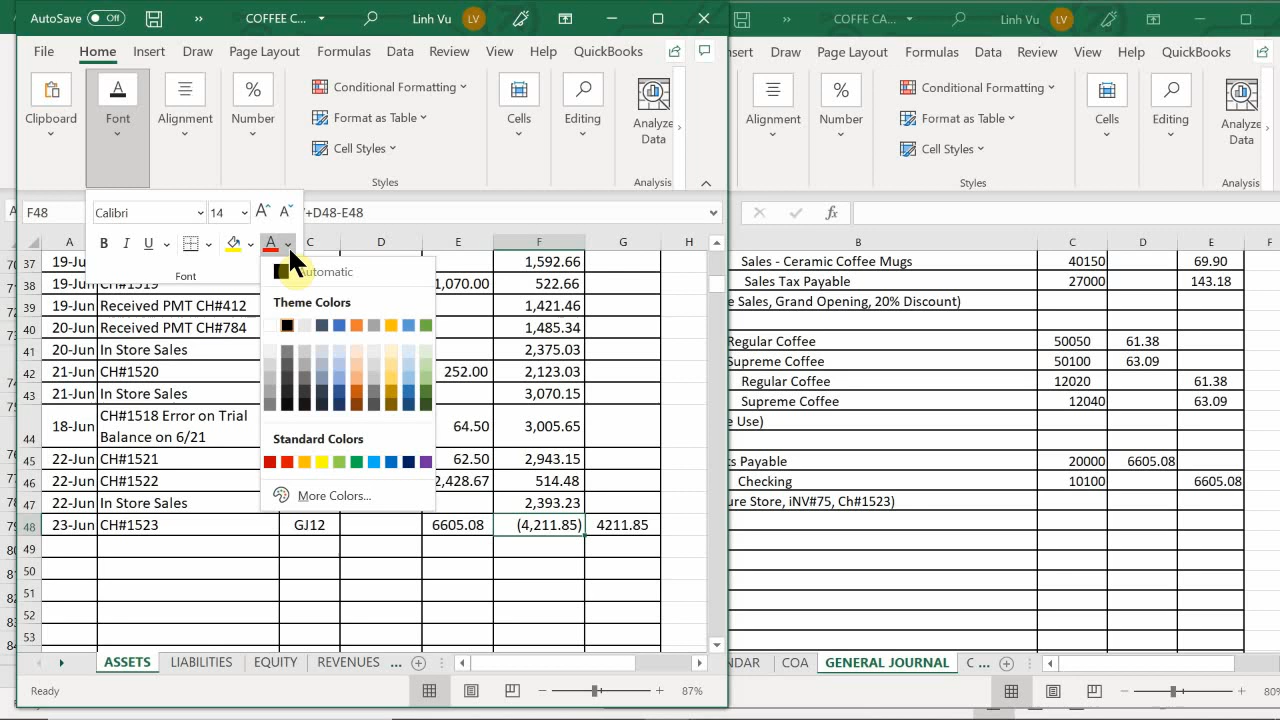 AutoSave Off COFFEE C... Linh Vu LV
File Home Insert Draw Page Layout Formulas Data Review View Help QuickBooks
Clipboard Font Alignment Number
Conditional Formatting
Format as Table
Cell Styles
Styles
Cells Editing Analyze Data
Analysis
COFFE CA... Linh Vu LV
Insert Draw Page Layout Formulas Data Review View Help QuickBooks
Alignment Number
Conditional Formatting
Format as Table
Cell Styles
Styles
Cells Editing Analyze Data
Analysis
F48 +D48-E48
fx
Calibri 14 A A
B I U A
Font
Automatic
Theme Colors
Standard Colors
More Colors...
A C D E F G H
37 19-Ju 1,592.66
38 19-Jun CH#1519 1,070.00 522.66
39 19-Jun Received PMT CH#412 1,421.46
40 20-Jun Received PMT CH#784 1,485.34
41 20-Jun In Store Sales 2,375.03
42 21-Jun CH#1520 252.00 2,123.03
43 21-Jun In Store Sales 3,070.15
44 18-Jun CH#1518 Error on Trial Balance on 6/21 64.50 3,005.65
45 22-Jun CH#1521 62.50 2,943.15
46 22-Jun CH#1522 2,428.67 514.48
47 22-Jun In Store Sales 2,393.23
48 23-Jun CH#1523 GJ12 6605.08 (4,211.85) 4211.85
49
50
51
52
53
ASSETS LIABILITIES EQUITY REVENUES ...
Ready 87%
B C D E F
Sales - Ceramic Coffee Mugs 40150 69.90
Sales Tax Payable 27000 143.18
e Sales, Grand Opening, 20% Discount)
Regular Coffee 50050 61.38
Supreme Coffee 50100 63.09
Regular Coffee 12020 61.38
Supreme Coffee 12040 63.09
e Use)
ts Payable 20000 6605.08
Checking 10100 6605.08
ure Store, iNV#75, Ch#1523)
NDAR COA GENERAL JOURNAL C ...
80%